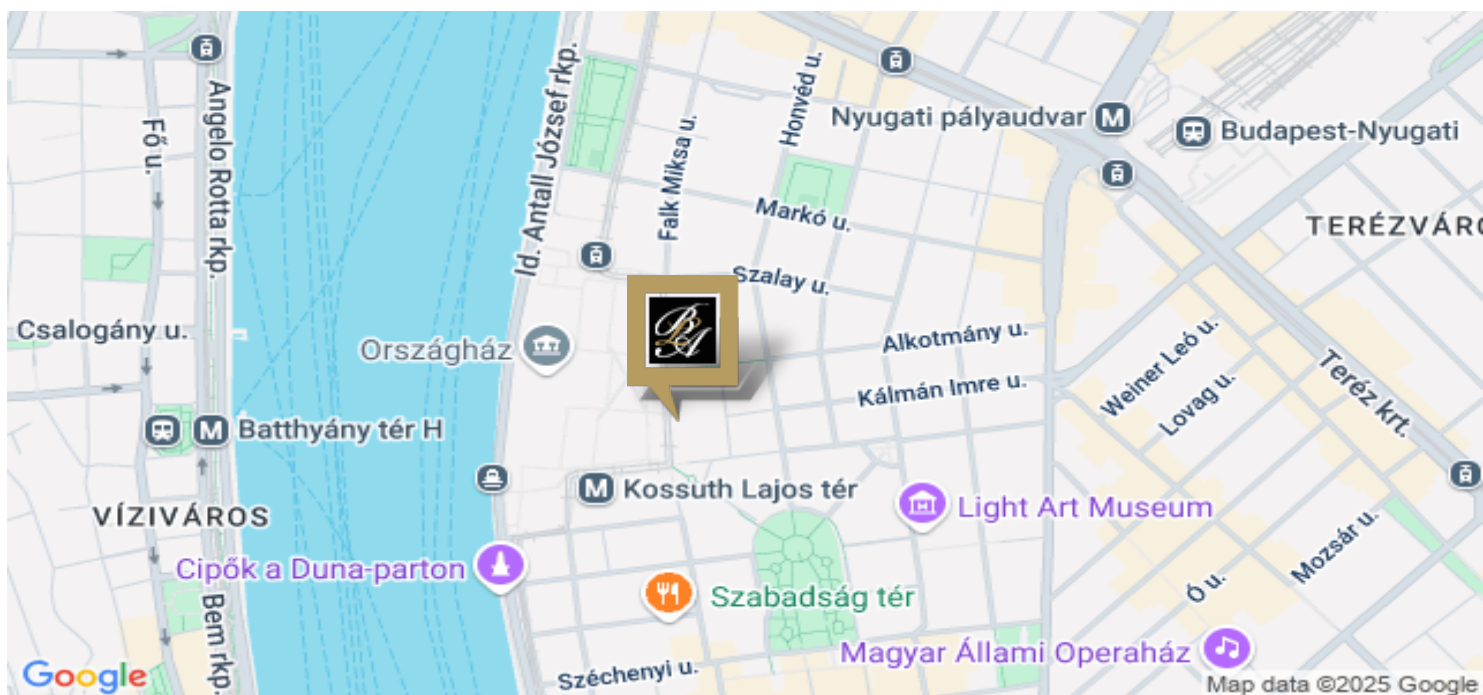 Angelo Rotta rkp.
Fő u.
Id. Antall József rkp.
Falk Miksa u.
Honvéd u.
Nyugati pályaudvar M
Budapest-Nyugati
Markó u.
TERÉZVÁRO
Szalay u.
Csalogány u.
Országház
B&A
Alkotmány u.
Kálmán Imre u.
Weiner Leó u.
Lovag u.
Teréz krt.
M Batthyány tér H
M Kossuth Lajos tér
Light Art Museum
VÍZIVÁROS
Cipők a Duna-parton
Mozsár u.
Ó u.
Szabadság tér
Bem rkp.
Magyar Állami Operaház
Széchenyi u.
Google
Map data ©2025 Google